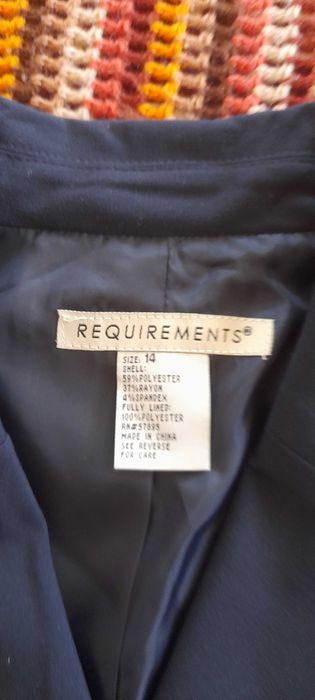 REQUIREMENTS®
SIZE: 14
SHELL:
59%POLYESTER
37%RAYON
4%SPANDEX
FULLY LINED:
100%POLYESTER
RN#57895
MADE IN CHINA
SEE REVERSE
FOR CARE